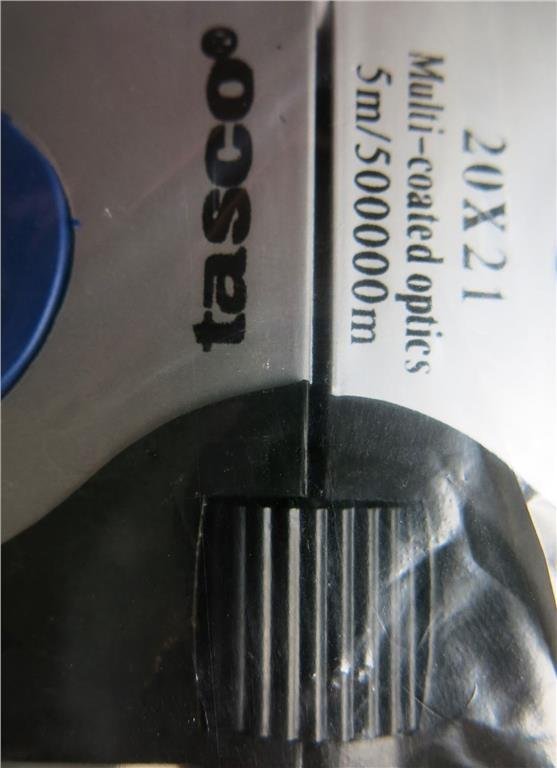 tasco®
20X21
Multi-coated optics
5m/500000m